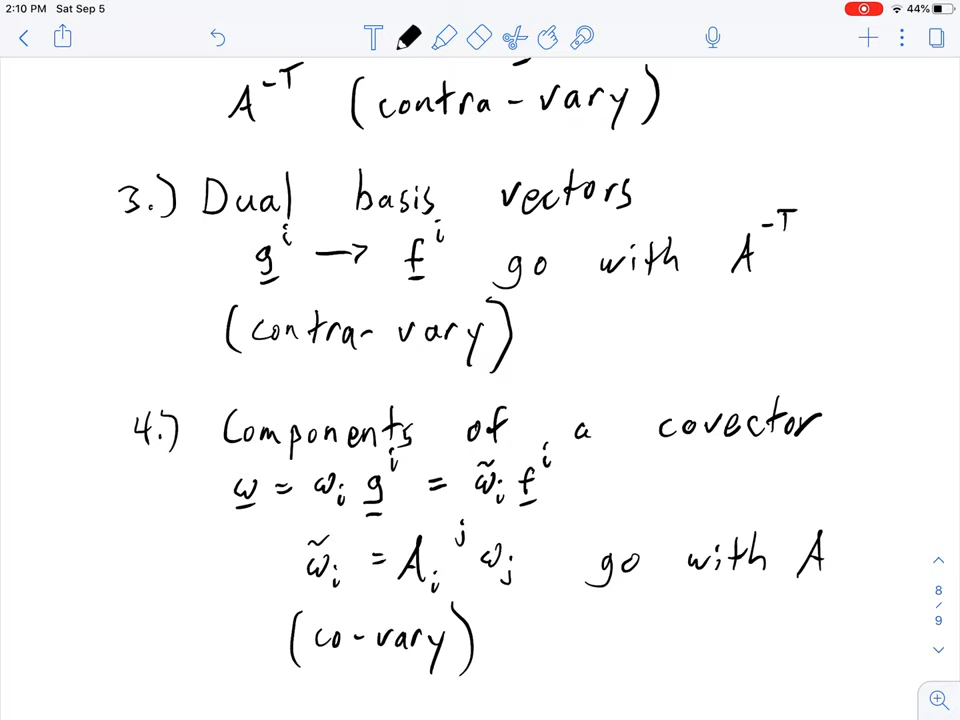 2:10 PM Sat Sep 5
44%
A^{-T} (contra-vary)
3.) Dual basis vectors
g^i → f^i go with A^{-T}
(contra-vary)
4.) Components of a covector
ω = ω_i g^i = ω̃_i f^i
ω̃_i = A_i^j ω_j go with A
(co-vary)
8/9